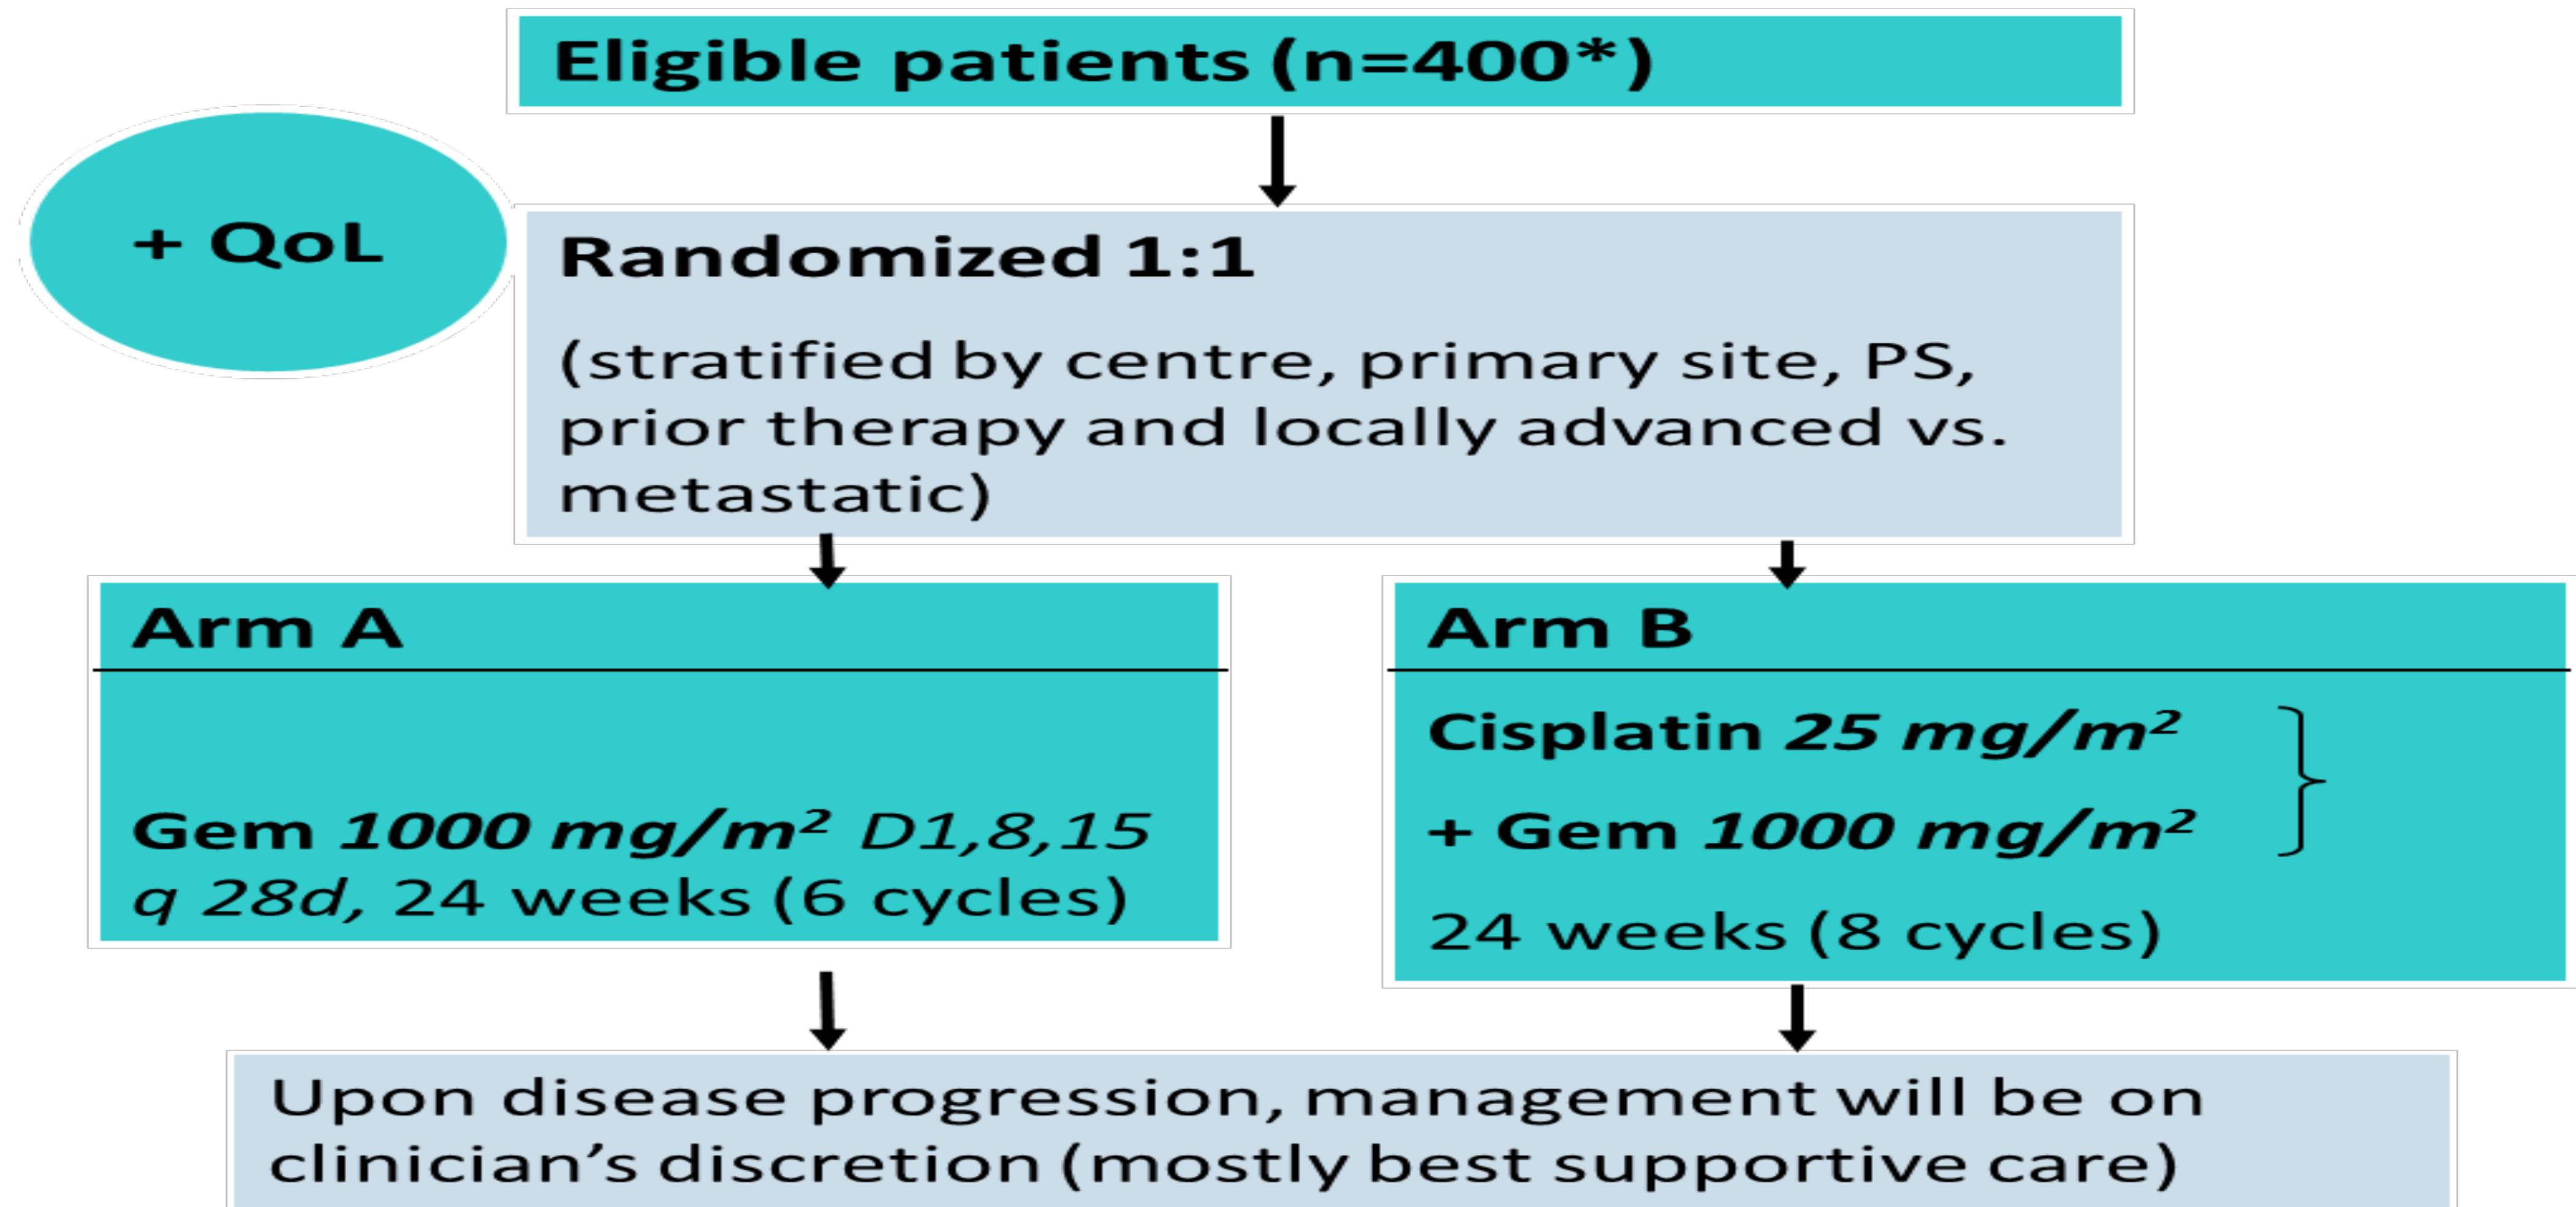 Eligible patients (n=400*)
+ QoL
Randomized 1:1
(stratified by centre, primary site, PS,
prior therapy and locally advanced vs.
metastatic)
Arm A
Gem 1000 mg/m² D1,8,15
q 28d, 24 weeks (6 cycles)
Arm B
Cisplatin 25 mg/m²
+ Gem 1000 mg/m²
24 weeks (8 cycles)
Upon disease progression, management will be on
clinician’s discretion (mostly best supportive care)